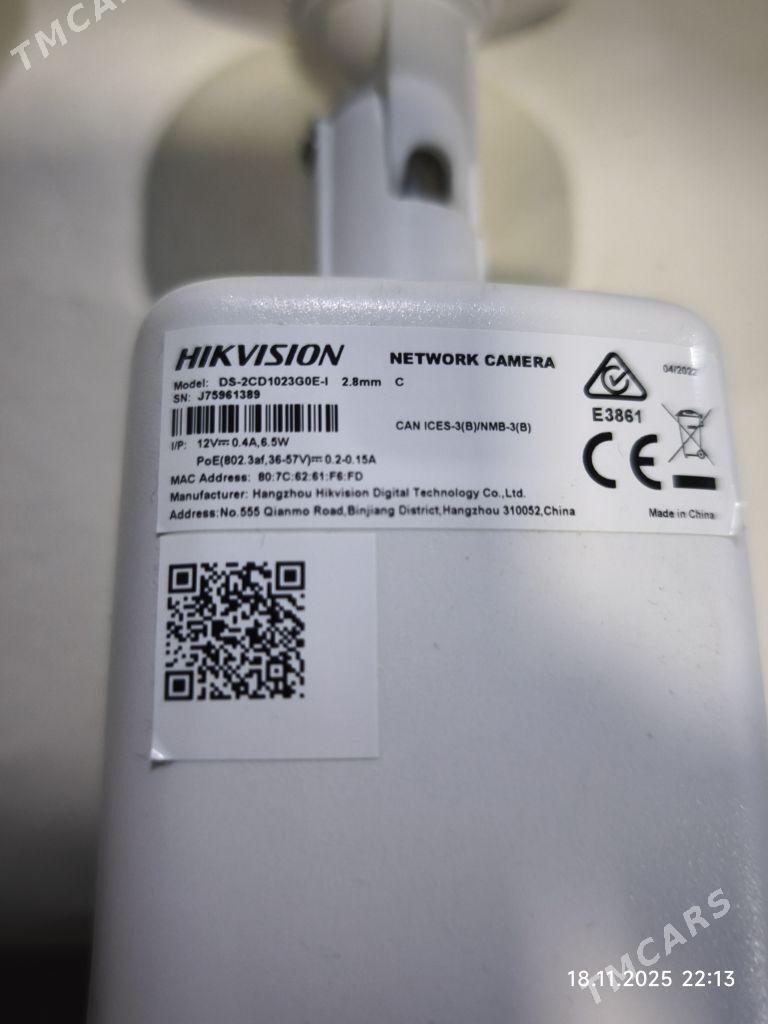 TMCARS
HIKVISION
NETWORK CAMERA
04/2022
Model: DS-2CD1023G0E-I 2.8mm C
SN: J75961389
E3861
CAN ICES-3(B)/NMB-3(B)
I/P: 12V⎓0.4A,6.5W
PoE(802.3af,36-57V)⎓0.2-0.15A
MAC Address: 80:7C:62:61:F6:FD
Manufacturer: Hangzhou Hikvision Digital Technology Co.,Ltd.
Address:No.555 Qianmo Road,Binjiang District,Hangzhou 310052,China
Made in China
CE
TMCARS
18.11.2025 22:13